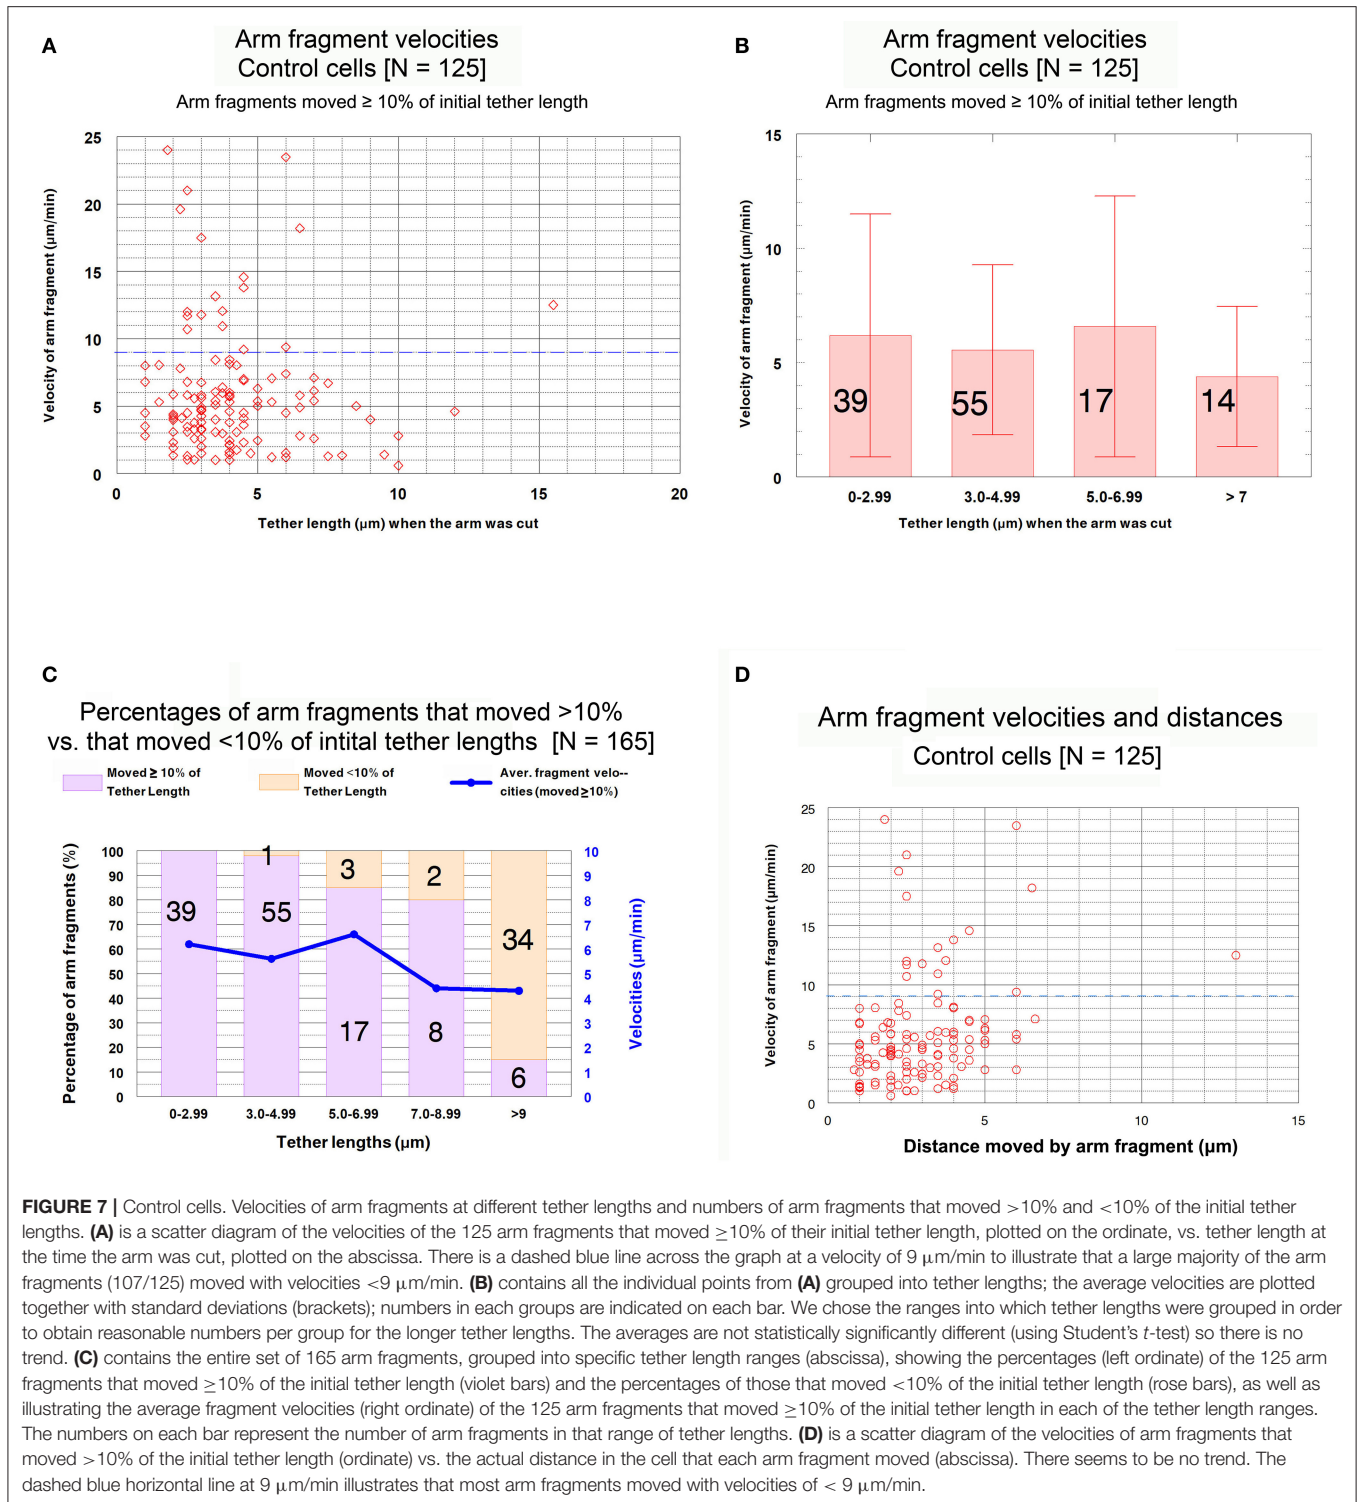 A
Arm fragment velocities
Control cells [N = 125]
Arm fragments moved ≥ 10% of initial tether length
Velocity of arm fragment (µm/min)
25
20
15
10
5
0
0 5 10 15 20
Tether length (µm) when the arm was cut
B
Arm fragment velocities
Control cells [N = 125]
Arm fragments moved ≥ 10% of initial tether length
Velocity of arm fragment (µm/min)
15
10
5
0
39 55 17 14
0-2.99 3.0-4.99 5.0-6.99 > 7
Tether length (µm) when the arm was cut
C
Percentages of arm fragments that moved >10%
vs. that moved <10% of intital tether lengths [N = 165]
Moved ≥ 10% of
Tether Length
Moved <10% of
Tether Length
Aver. fragment velo--
cities (moved ≥10%)
Percentage of arm fragments (%)
100
90
80
70
60
50
40
30
20
10
0
1
3
2
39
55
34
17
8
6
10
9
8
7
6
5
4
3
2
1
0
Velocities (µm/min)
0-2.99 3.0-4.99 5.0-6.99 7.0-8.99 >9
Tether lengths (µm)
D
Arm fragment velocities and distances
Control cells [N = 125]
Velocity of arm fragment (µm/min)
25
20
15
10
5
0
0 5 10 15
Distance moved by arm fragment (µm)
FIGURE 7 | Control cells. Velocities of arm fragments at different tether lengths and numbers of arm fragments that moved >10% and <10% of the initial tether
lengths. (A) is a scatter diagram of the velocities of the 125 arm fragments that moved ≥10% of their initial tether length, plotted on the ordinate, vs. tether length at
the time the arm was cut, plotted on the abscissa. There is a dashed blue line across the graph at a velocity of 9 µm/min to illustrate that a large majority of the arm
fragments (107/125) moved with velocities <9 µm/min. (B) contains all the individual points from (A) grouped into tether lengths; the average velocities are plotted
together with standard deviations (brackets); numbers in each groups are indicated on each bar. We chose the ranges into which tether lengths were grouped in order
to obtain reasonable numbers per group for the longer tether lengths. The averages are not statistically significantly different (using Student's t-test) so there is no
trend. (C) contains the entire set of 165 arm fragments, grouped into specific tether length ranges (abscissa), showing the percentages (left ordinate) of the 125 arm
fragments that moved ≥10% of the initial tether length (violet bars) and the percentages of those that moved <10% of the initial tether length (rose bars), as well as
illustrating the average fragment velocities (right ordinate) of the 125 arm fragments that moved ≥10% of the initial tether length in each of the tether length ranges.
The numbers on each bar represent the number of arm fragments in that range of tether lengths. (D) is a scatter diagram of the velocities of arm fragments that
moved >10% of the initial tether length (ordinate) vs. the actual distance in the cell that each arm fragment moved (abscissa). There seems to be no trend. The
dashed blue horizontal line at 9 µm/min illustrates that most arm fragments moved with velocities of < 9 µm/min.